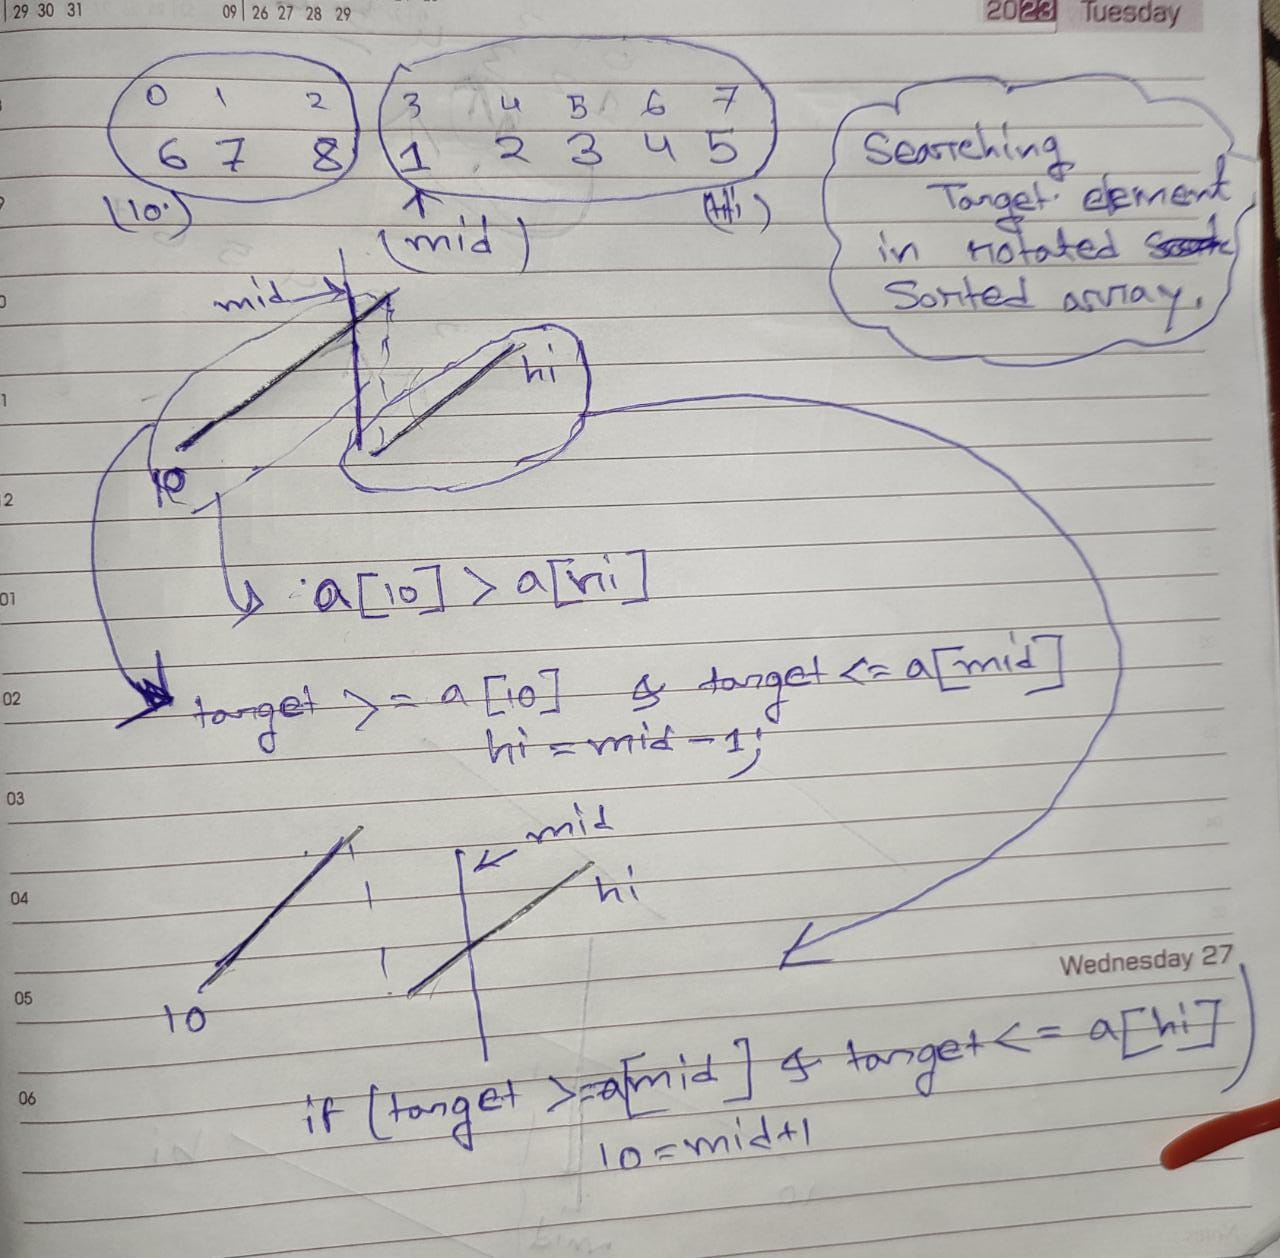 29 30 31
09 | 26 27 28 29
2023 Tuesday
0 1 2 3 4 5 6 7
6 7 8 1 2 3 4 5
(lo) (mid) (Hi)
Searching
Target element
in rotated
Sorted array.
mid
hi
lo
a[lo] > a[hi]
target >= a[lo] & target <= a[mid]
hi = mid - 1;
mid
hi
lo
Wednesday 27
if (target >= a[mid] & target <= a[hi])
lo = mid+1
01
02
03
04
05
06